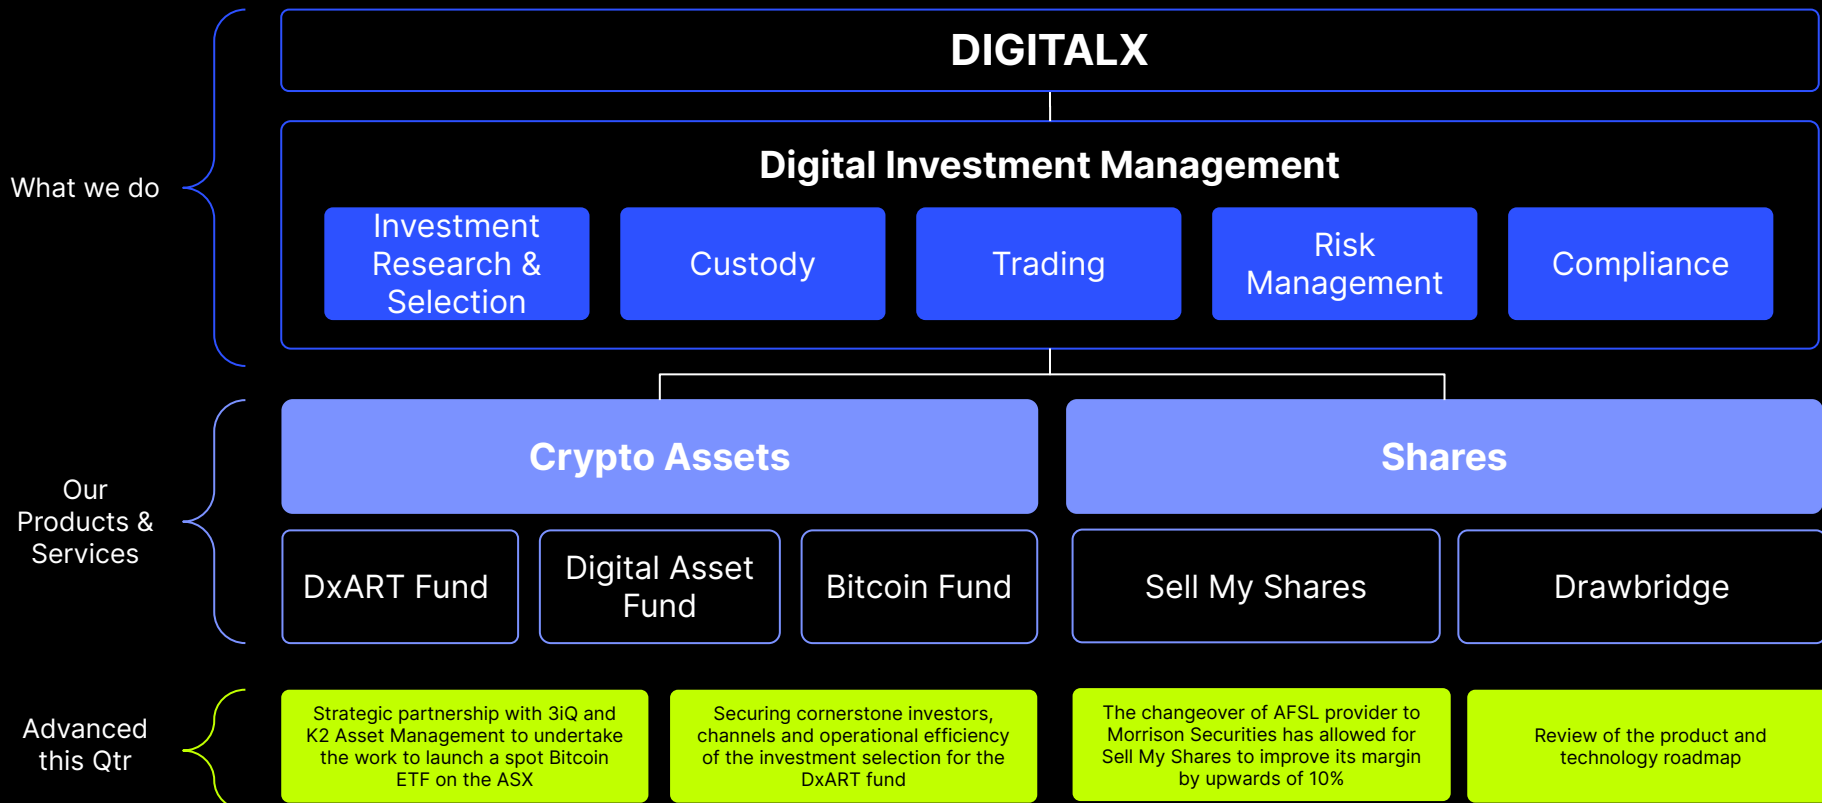 DIGITALX
What we do
Digital Investment Management
Investment
Research &
Selection
Custody
Trading
Risk
Management
Compliance
Our
Products &
Services
Crypto Assets
Shares
DxART Fund
Digital Asset
Fund
Bitcoin Fund
Sell My Shares
Drawbridge
Advanced
this Qtr
Strategic partnership with 3iQ and
K2 Asset Management to undertake
the work to launch a spot Bitcoin
ETF on the ASX
Securing cornerstone investors,
channels and operational efficiency
of the investment selection for the
DxART fund
The changeover of AFSL provider to
Morrison Securities has allowed for
Sell My Shares to improve its margin
by upwards of 10%
Review of the product and
technology roadmap